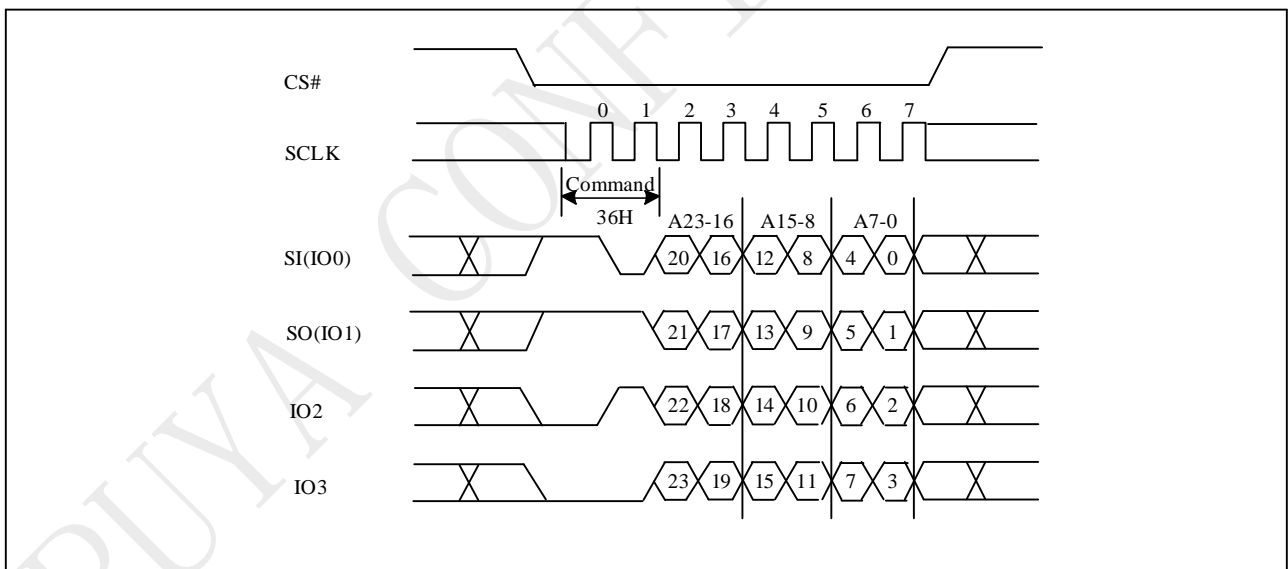 PUYA CONF
CS#
0 1 2 3 4 5 6 7
SCLK
Command
36H
A23-16 A15-8 A7-0
SI(IO0) 20 16 12 8 4 0
SO(IO1) 21 17 13 9 5 1
IO2 22 18 14 10 6 2
IO3 23 19 15 11 7 3